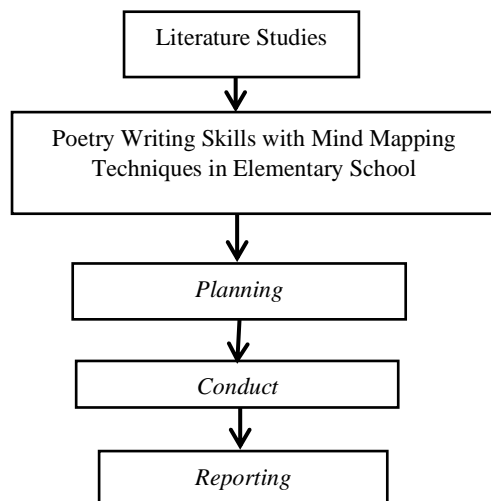 Literature Studies
Poetry Writing Skills with Mind Mapping
Techniques in Elementary School
Planning
Conduct
Reporting